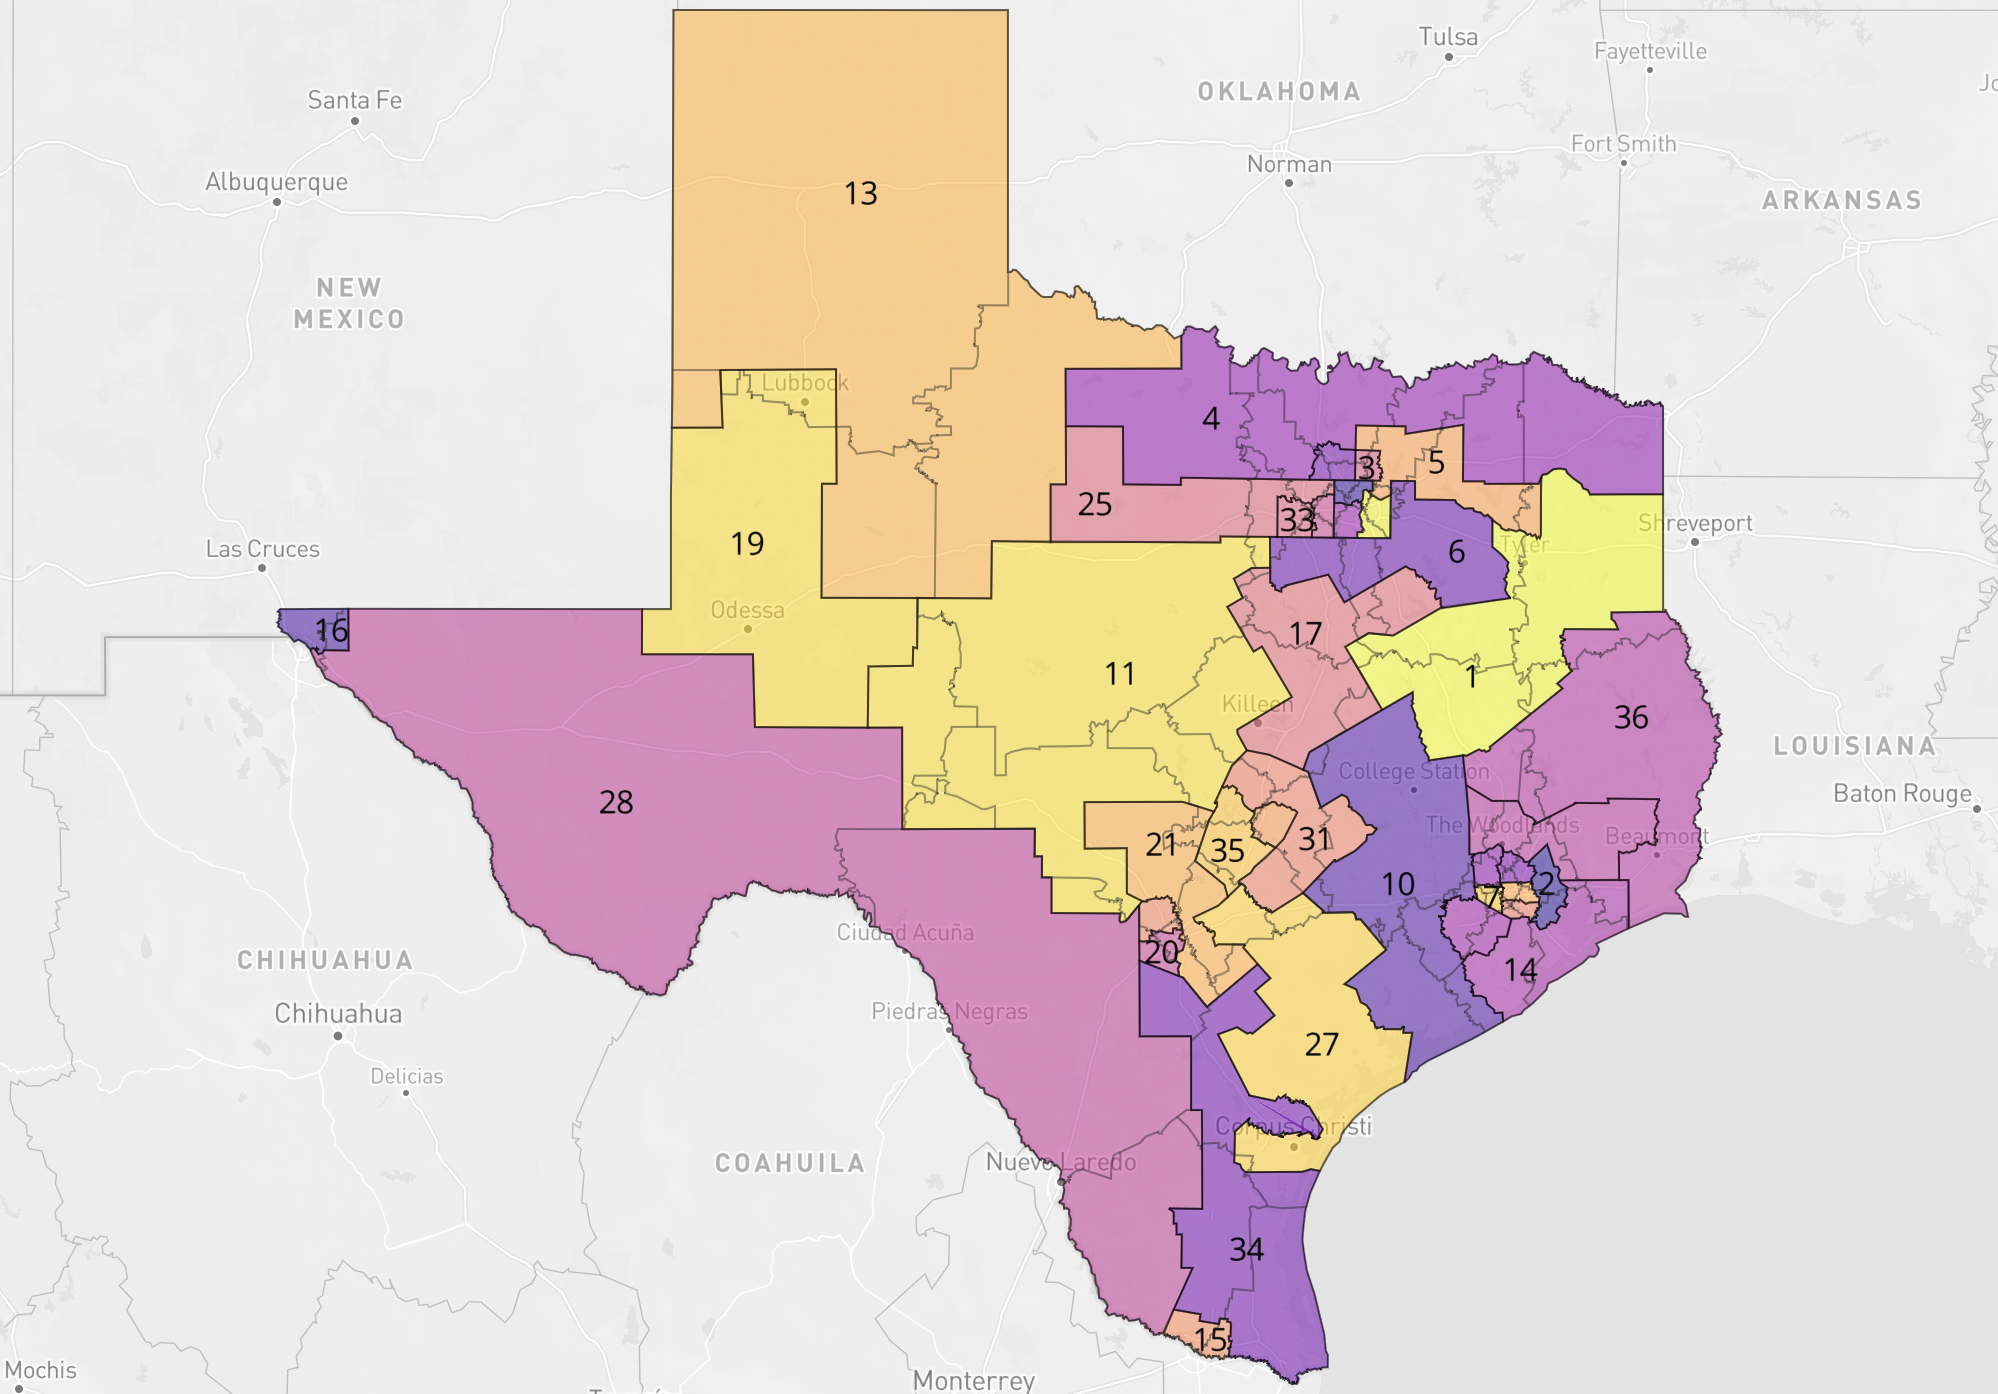 Tulsa
Fayetteville
Jo
OKLAHOMA
Santa Fe
Fort Smith
Norman
Albuquerque
13
ARKANSAS
NEW
MEXICO
Lubbock
4
3
5
25
33
Shreveport
19
Las Cruces
6
Tyler
Odessa
16
17
11
1
Killeen
36
LOUISIANA
College Station
28
Baton Rouge
The Woodlands
Beaumont
21
35
31
10
2
7
Ciudad Acuña
20
CHIHUAHUA
14
Chihuahua
Piedras Negras
27
Delicias
Corpus Christi
COAHUILA
Nuevo Laredo
34
15
Mochis
Monterrey